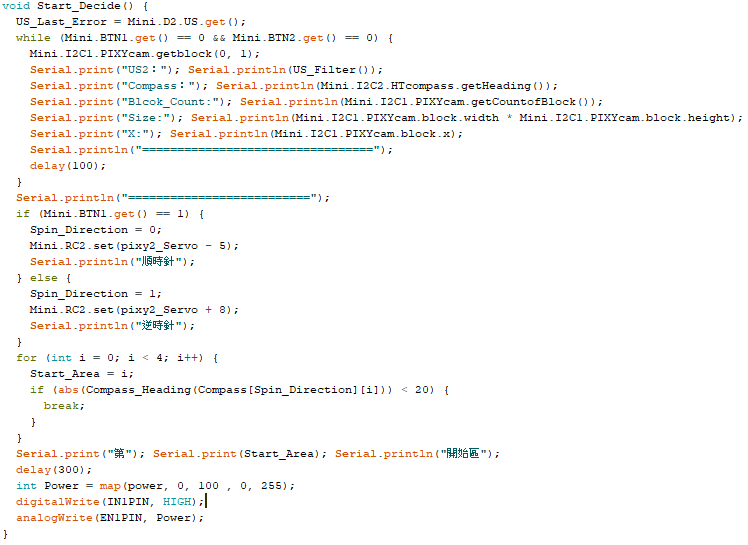 void Start_Decide() {
  US_Last_Error = Mini.D2.US.get();
  while (Mini.BTN1.get() == 0 && Mini.BTN2.get() == 0) {
    Mini.I2C1.PIXYcam.getblock(0, 1);
    Serial.print("US2："); Serial.println(US_Filter());
    Serial.print("Compass："); Serial.println(Mini.I2C2.HTcompass.getHeading());
    Serial.print("Blcok_Count:"); Serial.println(Mini.I2C1.PIXYcam.getCountofBlock());
    Serial.print("Size:"); Serial.println(Mini.I2C1.PIXYcam.block.width * Mini.I2C1.PIXYcam.block.height);
    Serial.print("X:"); Serial.println(Mini.I2C1.PIXYcam.block.x);
    Serial.println("=================================");
    delay(100);
  }
  Serial.println("==========================");
  if (Mini.BTN1.get() == 1) {
    Spin_Direction = 0;
    Mini.RC2.set(pixy2_Servo - 5);
    Serial.println("順時針");
  } else {
    Spin_Direction = 1;
    Mini.RC2.set(pixy2_Servo + 8);
    Serial.println("逆時針");
  }
  for (int i = 0; i < 4; i++) {
    Start_Area = i;
    if (abs(Compass_Heading(Compass[Spin_Direction][i])) < 20) {
      break;
    }
  }
  Serial.print("第"); Serial.print(Start_Area); Serial.println("開始區");
  delay(300);
  int Power = map(power, 0, 100 , 0, 255);
  digitalWrite(IN1PIN, HIGH);
  analogWrite(EN1PIN, Power);
}